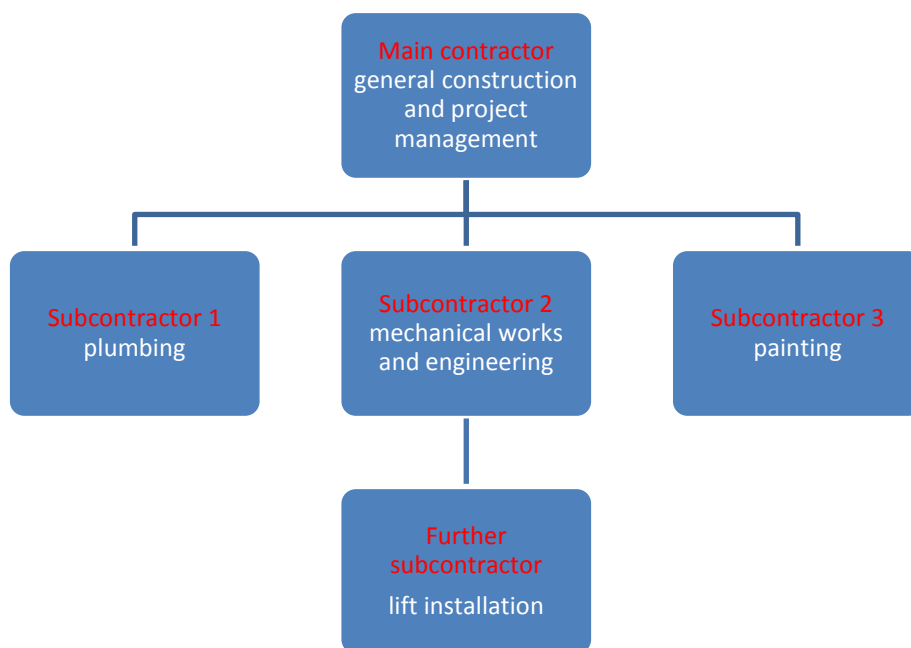 Main contractor
general construction
and project
management
Subcontractor 1
plumbing
Subcontractor 2
mechanical works
and engineering
Subcontractor 3
painting
Further
subcontractor
lift installation